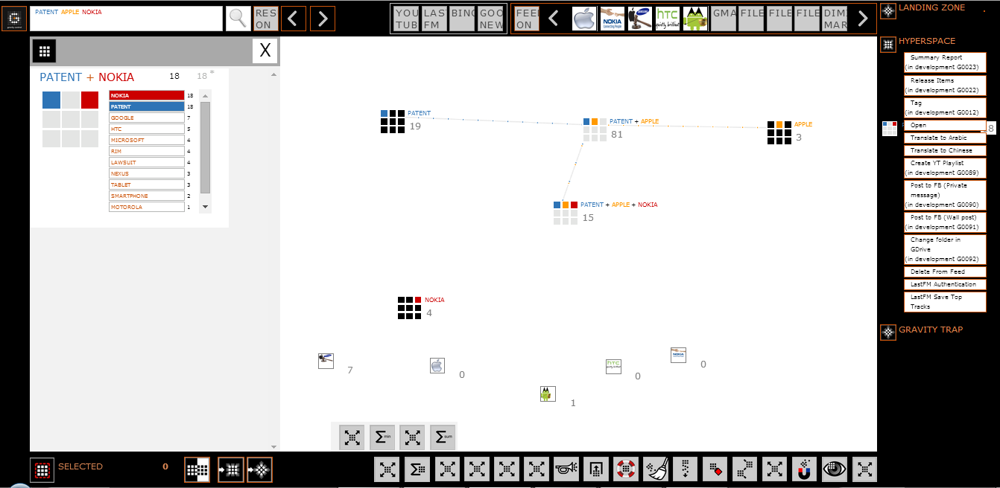 PATENT APPLE NOKIA
RES
ON
YOU
TUB
LAS
FM
BING
GOO
NEW
FEE
ON
NOKIA
Connecting People
hTC
quietly brilliant
GMA
FILE
FILE
FILE
DIM
MAR
LANDING ZONE
HYPERSPACE
Summary Report
(in development G0023)
Release Items
(in development G0022)
Tag
(in development G0012)
Open
8
Translate to Arabic
Translate to Chinese
Create YT Playlist
(in development G0089)
Post to FB (Private
message)
(in development G0090)
Post to FB (Wall post)
(in development G0091)
Change folder in
GDrive
(in development G0092)
Delete From Feed
LastFM Authentication
LastFM Save Top
Tracks
GRAVITY TRAP
X
PATENT + NOKIA 18 18 *
NOKIA 18
PATENT 18
GOOGLE 7
HTC 5
MICROSOFT 4
RIM 4
LAWSUIT 4
NEXUS 3
TABLET 3
SMARTPHONE 2
MOTOROLA 1
PATENT
19
PATENT + APPLE
81
APPLE
3
PATENT + APPLE + NOKIA
15
NOKIA
4
7
0
1
hTC
0
0
Σmin
Σsum
SELECTED 0
Σ